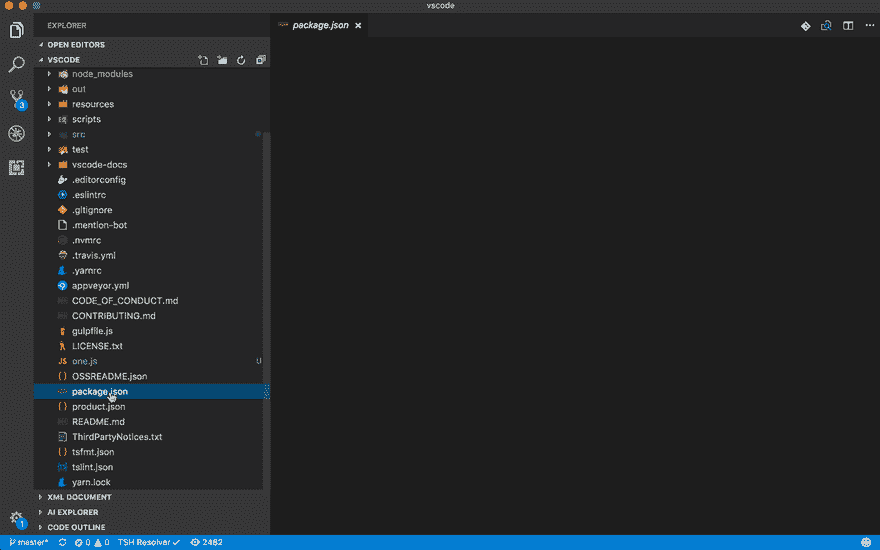 vscode
EXPLORER
package.json
OPEN EDITORS
VSCODE
node_modules
out
resources
scripts
src
test
vscode-docs
.editorconfig
.eslintrc
.gitignore
.mention-bot
.nvmrc
.travis.yml
.yarnrc
appveyor.yml
CODE_OF_CONDUCT.md
CONTRIBUTING.md
gulpfile.js
LICENSE.txt
JS one.js U
OSSREADME.json
package.json
product.json
README.md
ThirdPartyNotices.txt
tsfmt.json
tslint.json
yarn.lock
XML DOCUMENT
AI EXPLORER
CODE OUTLINE
3
1
master* 0 0 TSH Resolver 2482